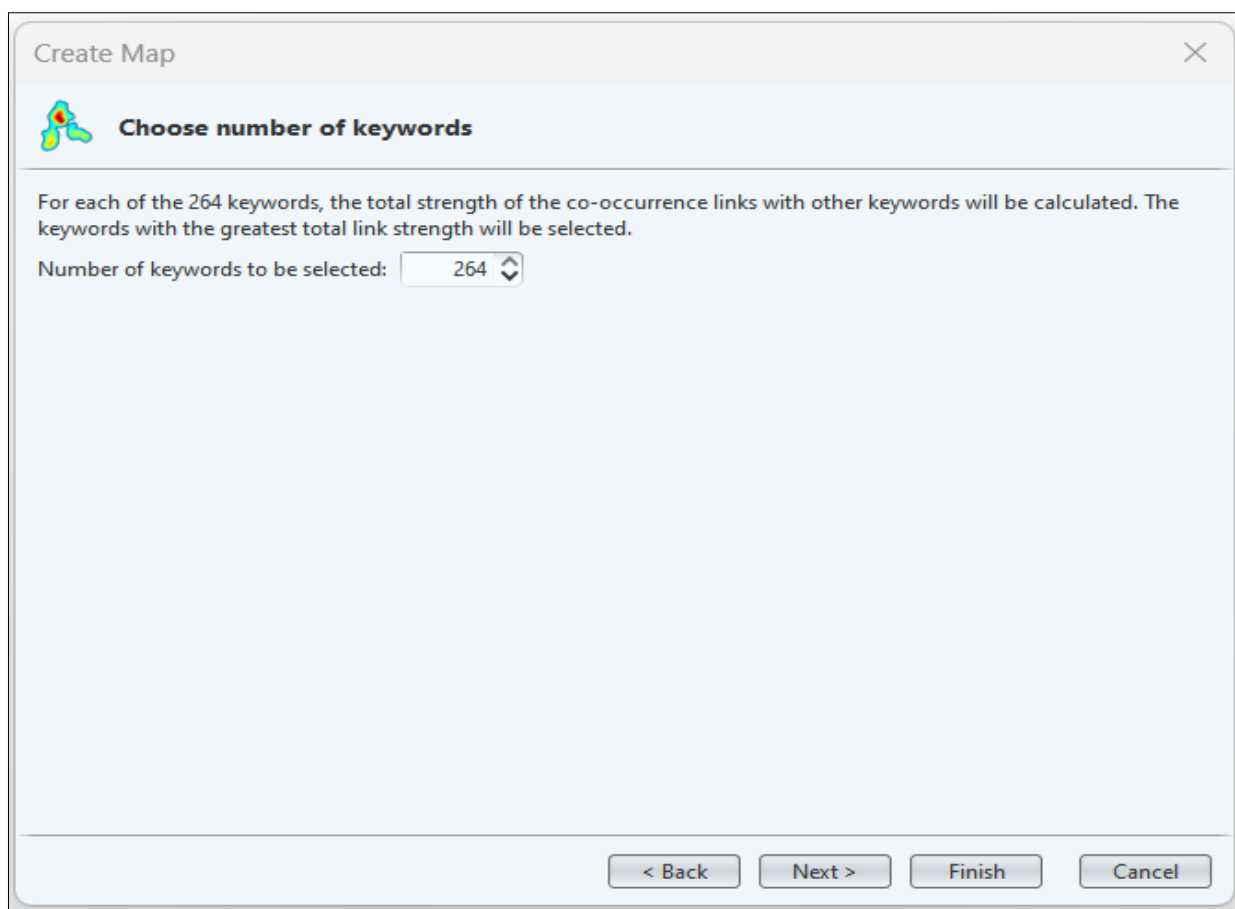 Create Map
Choose number of keywords
For each of the 264 keywords, the total strength of the co-occurrence links with other keywords will be calculated. The
keywords with the greatest total link strength will be selected.
Number of keywords to be selected: 264
< Back Next > Finish Cancel